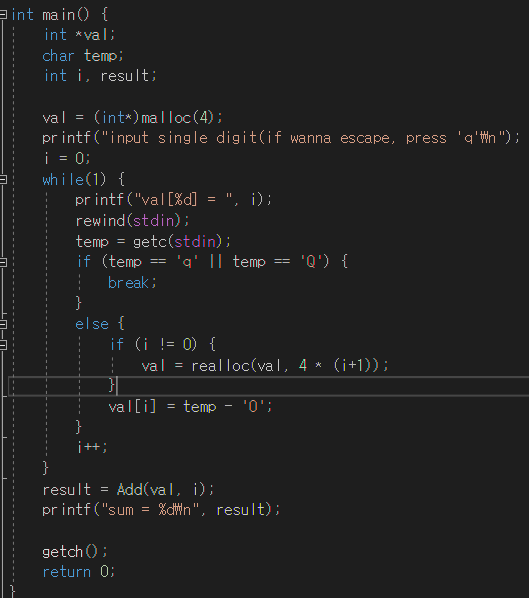 int main() {
int *val;
char temp;
int i, result;
val = (int*)malloc(4);
printf("input single digit(if wanna escape, press 'q'₩n");
i = 0;
while(1) {
printf("val[%d] = ", i);
rewind(stdin);
temp = getc(stdin);
if (temp == 'q' || temp == 'Q') {
break;
}
else {
if (i != 0) {
val = realloc(val, 4 * (i+1));
}
val[i] = temp - '0';
}
i++;
}
result = Add(val, i);
printf("sum = %d₩n", result);
getch();
return 0;
}